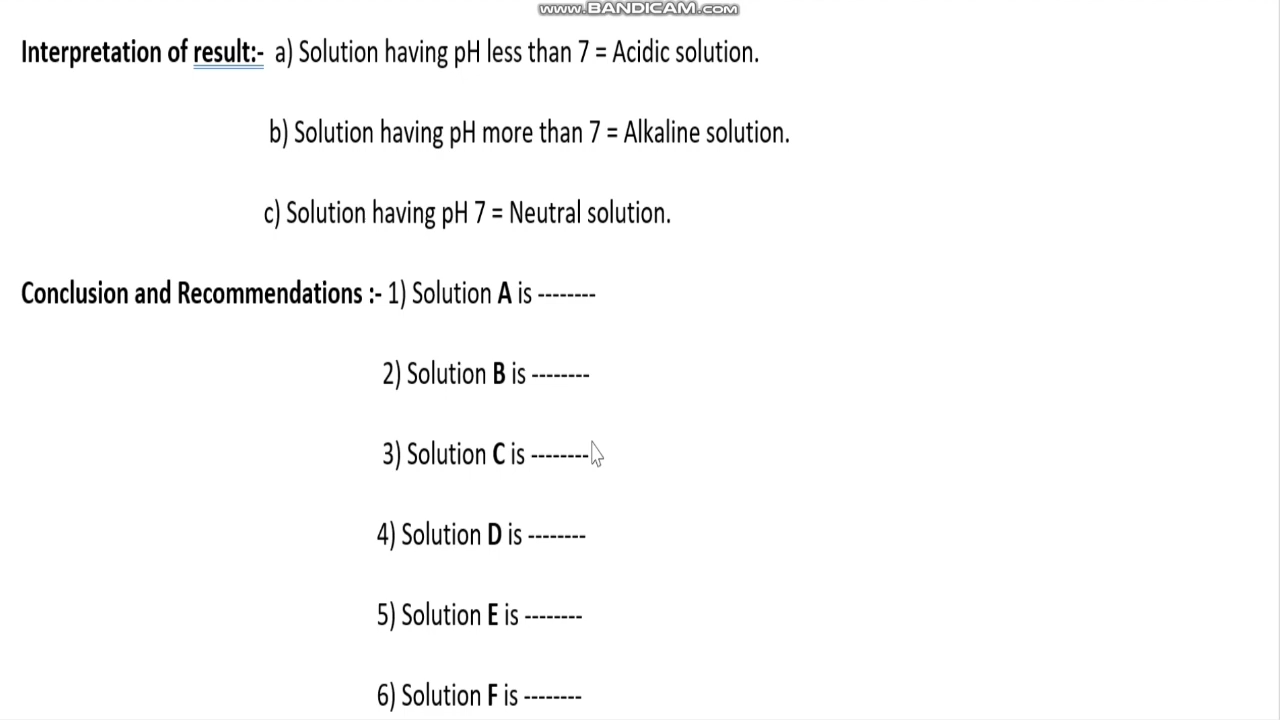 www.BANDICAM.com
Interpretation of result:- a) Solution having pH less than 7 = Acidic solution.
b) Solution having pH more than 7 = Alkaline solution.
c) Solution having pH 7 = Neutral solution.
Conclusion and Recommendations :- 1) Solution A is --------
2) Solution B is --------
3) Solution C is --------
4) Solution D is --------
5) Solution E is --------
6) Solution F is --------